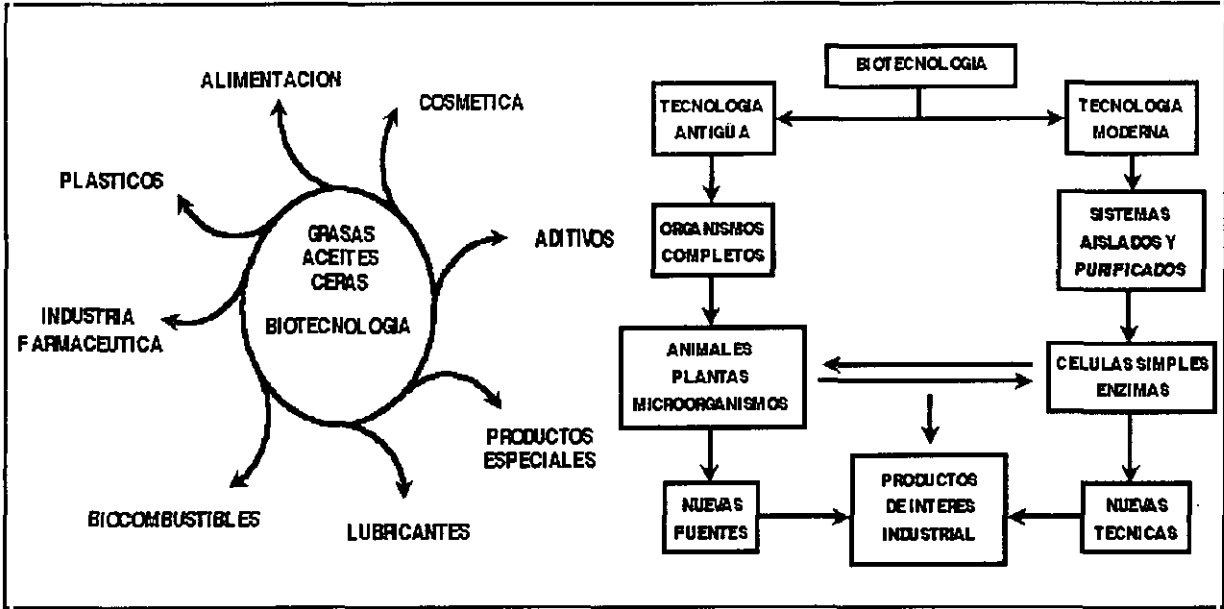 ALIMENTACION
COSMETICA
PLASTICOS
GRASAS
ACEITES
CERAS
BIOTECNOLOGIA
ADITIVOS
INDUSTRIA
FARMACEUTICA
PRODUCTOS
ESPECIALES
BIOCOMBUSTIBLES
LUBRICANTES
BIOTECNOLOGIA
TECNOLOGIA
ANTIGÜA
TECNOLOGIA
MODERNA
ORGANISMOS
COMPLETOS
SISTEMAS
AISLADOS Y
PURIFICADOS
ANIMALES
PLANTAS
MICROORGANISMOS
CELULAS SIMPLES
ENZIMAS
NUEVAS
FUENTES
PRODUCTOS
DE INTERES
INDUSTRIAL
NUEVAS
TECNICAS